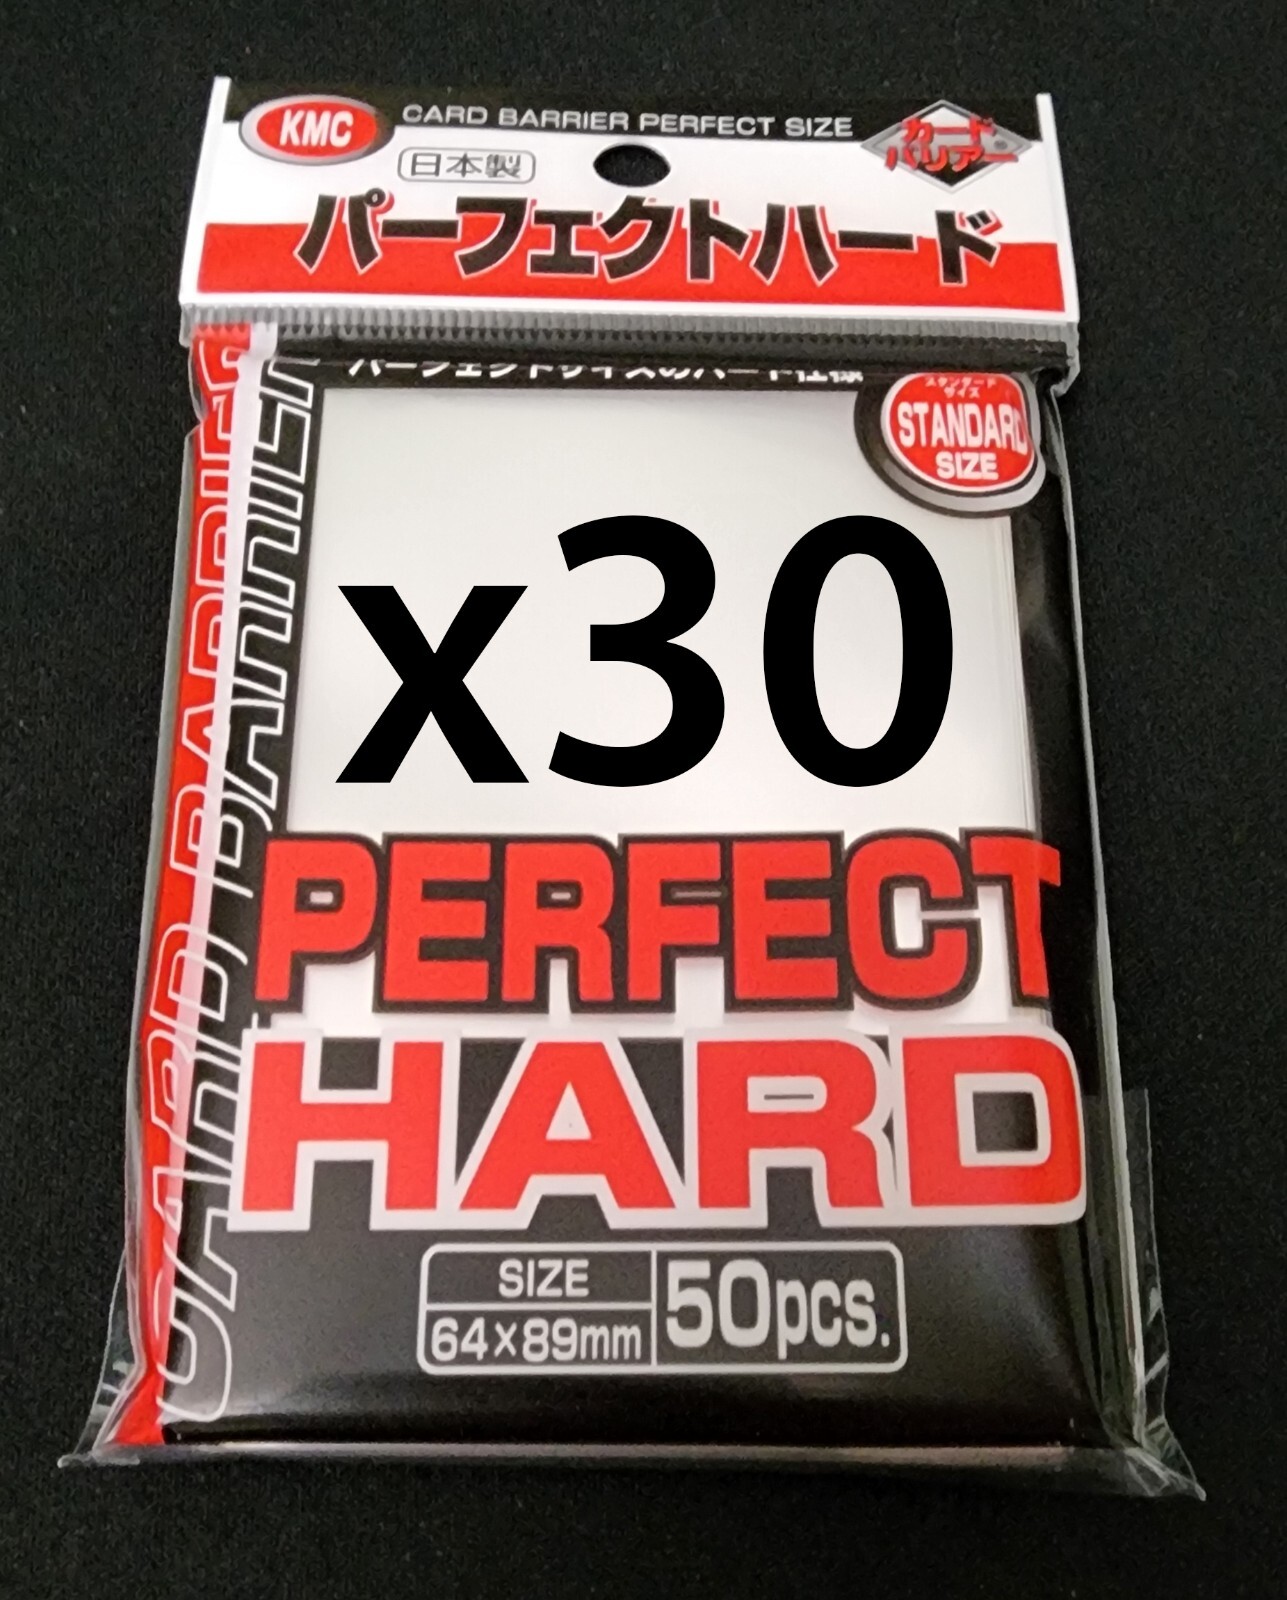 KMC
CARD BARRIER PERFECT SIZE
カード
バリアー®
日本製
パーフェクトハード
パーフェクトサイズのハード仕様
スタンダード
サイズ
STANDARD
SIZE
CARD BARRIER
CARD BARRIER
x30
PERFECT
HARD
SIZE
64×89mm
50pcs.